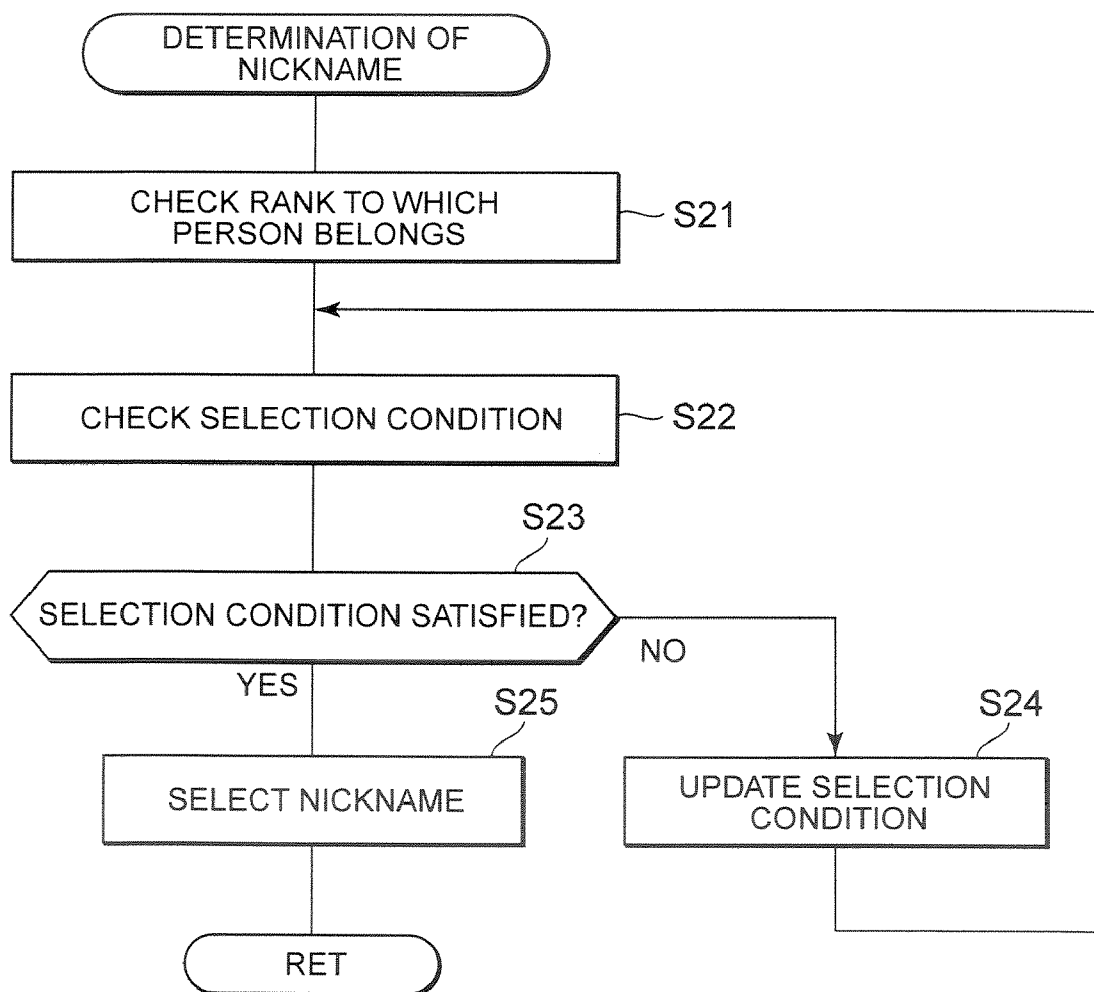 DETERMINATION OF
NICKNAME
CHECK RANK TO WHICH
PERSON BELONGS
S21
CHECK SELECTION CONDITION
S22
S23
SELECTION CONDITION SATISFIED?
NO
YES
S25
S24
SELECT NICKNAME
UPDATE SELECTION
CONDITION
RET